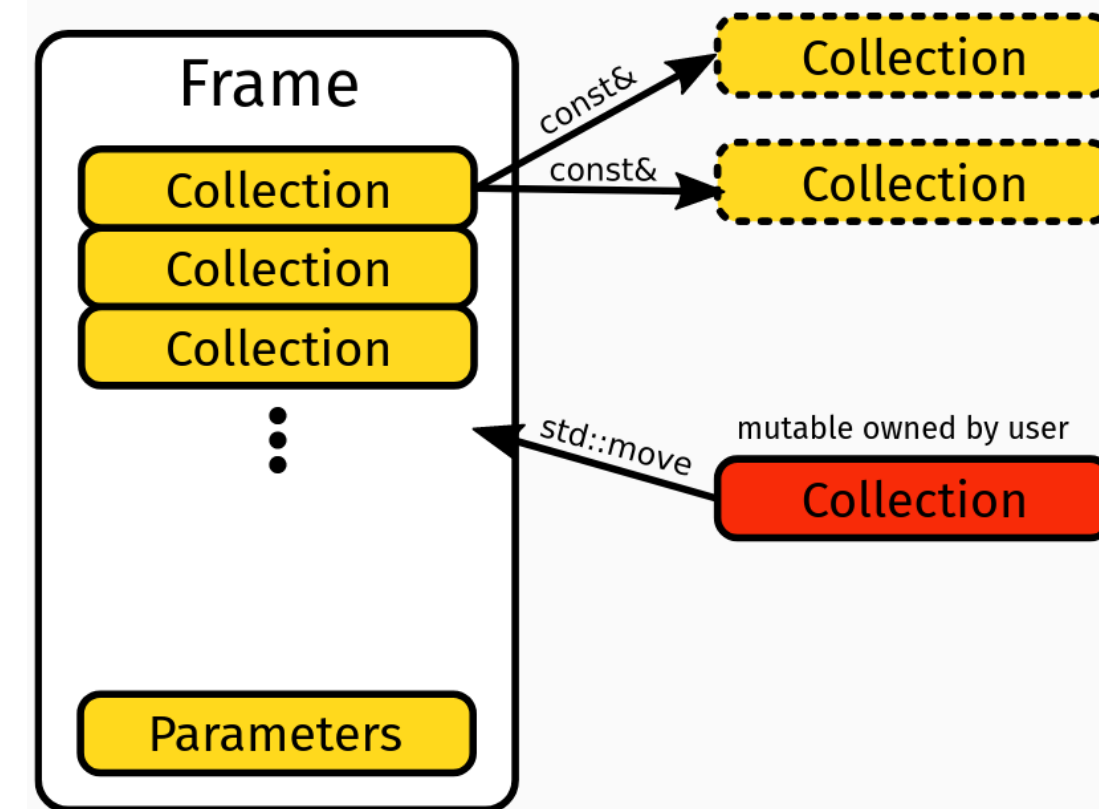 Frame
Collection
Collection
Collection
Parameters
const&
const&
Collection
Collection
std::move
mutable owned by user
Collection